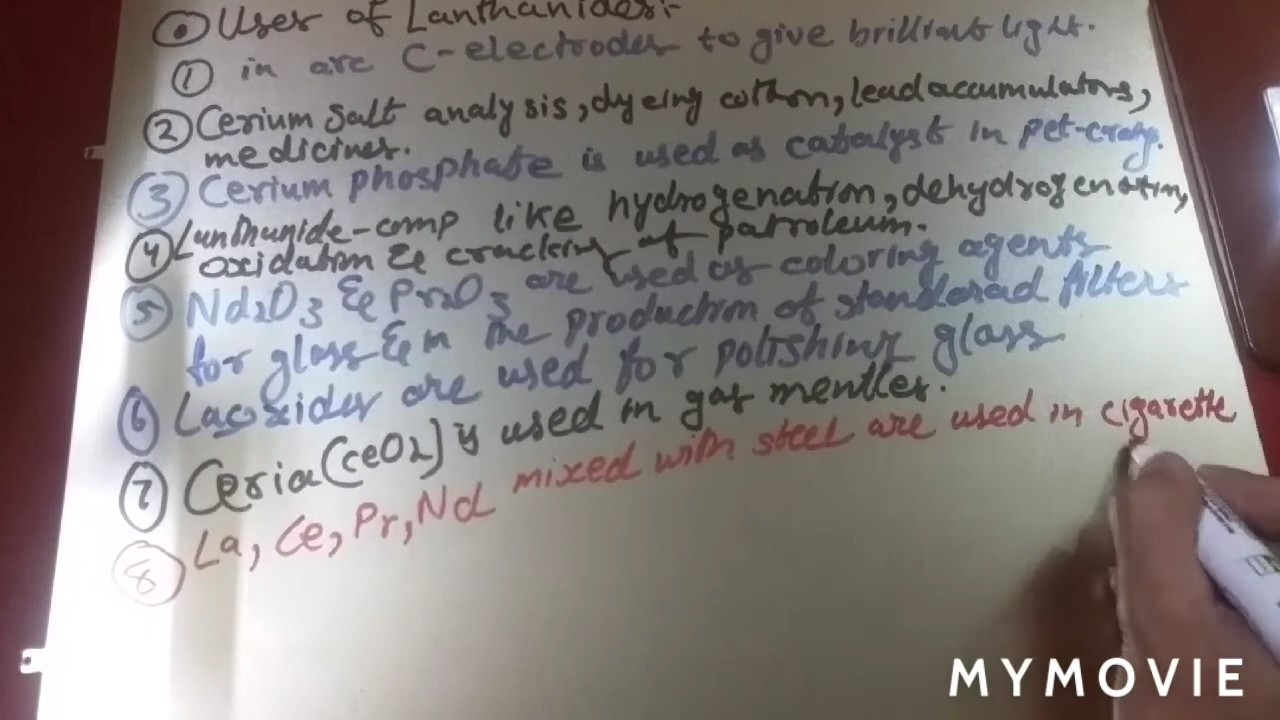 Uses of Lanthanides:-
① in arc C-electrodes to give brilliant light.
② Cerium Salt analysis, dyeing cotton, lead accumulators,
medicines.
③ Cerium phosphate is used as catalyst in pet-
④ Lanthanide-comp like hydrogenation, dehydrogenation,
oxidation & cracking of patroleum.
⑤ Nd2O3 & Pr2O3 are used as coloring agents
for glass & in the production of standarad filters
⑥ La oxides are used for polishing glass
⑦ Ceria (CeO2) is used in gas mentles.
⑧ La, Ce, Pr, Nd mixed with steel are used in cigarette
MYMOVIE